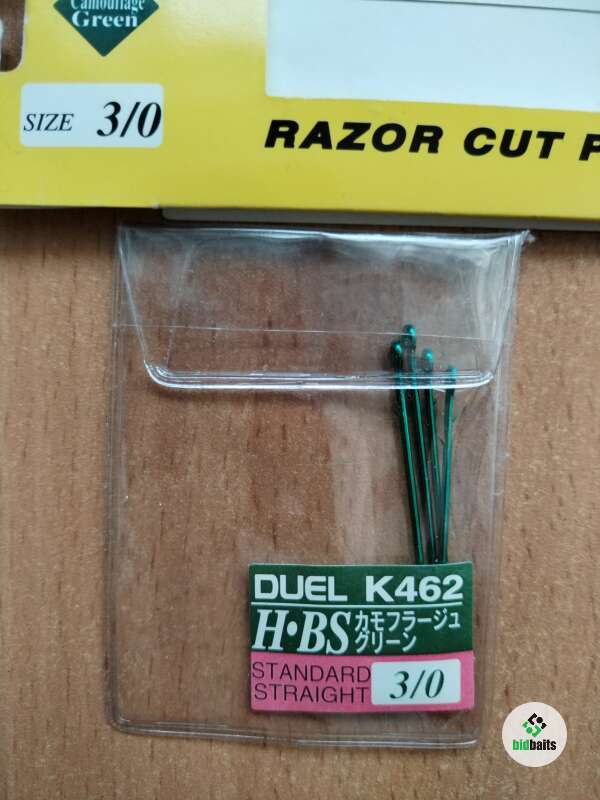 Camouflage
Green
SIZE 3/0
RAZOR CUT P
DUEL K462
H•BS カモフラージュ
グリーン
STANDARD
STRAIGHT 3/0
bidbaits